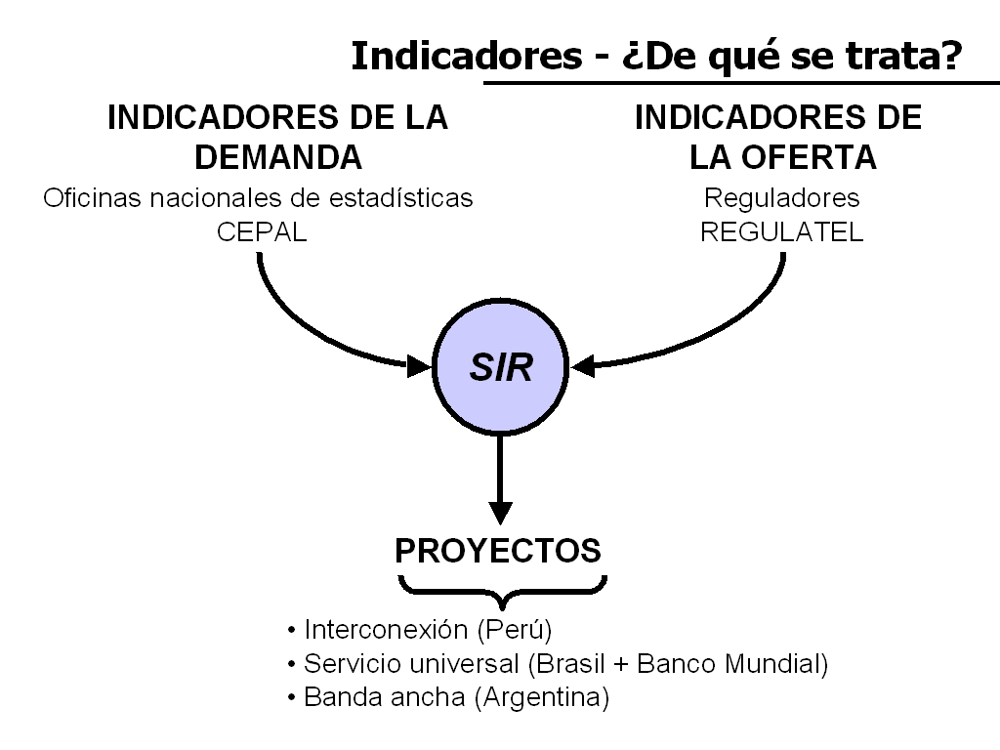 Indicadores - ¿De qué se trata?
INDICADORES DE LA
DEMANDA
Oficinas nacionales de estadísticas
CEPAL
INDICADORES DE
LA OFERTA
Reguladores
REGULATEL
SIR
PROYECTOS
• Interconexión (Perú)
• Servicio universal (Brasil + Banco Mundial)
• Banda ancha (Argentina)